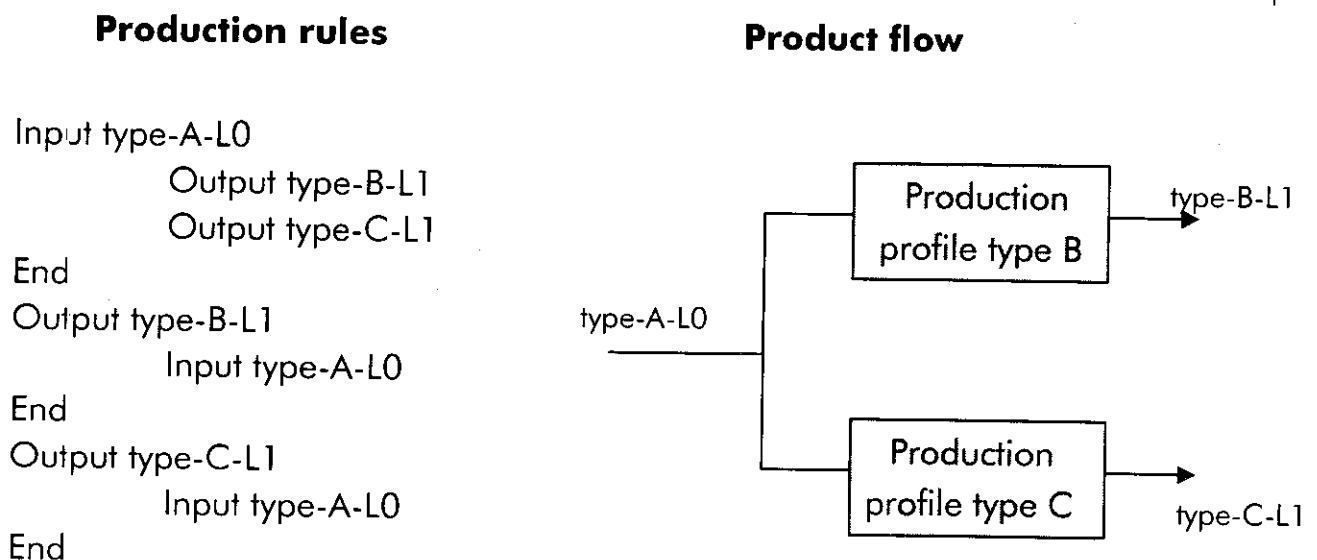 Production rules
Product flow
Input type-A-L0
Output type-B-L1
Output type-C-L1
End
Output type-B-L1
Input type-A-L0
End
Output type-C-L1
Input type-A-L0
End
type-A-L0
Production
profile type B
type-B-L1
Production
profile type C
type-C-L1